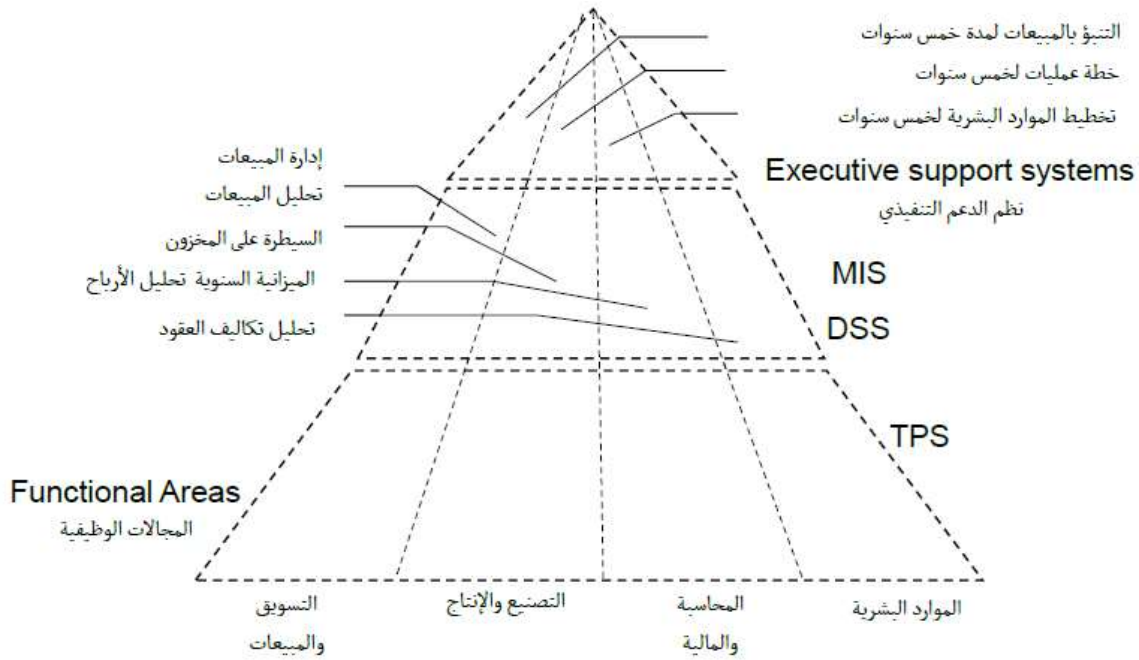 التنبؤ بالمبيعات لمدة خمس سنوات
خطة عمليات لخمس سنوات
تخطيط الموارد البشرية لخمس سنوات
Executive support systems
نظم الدعم التنفيذي
إدارة المبيعات
تحليل المبيعات
السيطرة على المخزون
الميزانية السنوية تحليل الأرباح
تحليل تكاليف العقود
MIS
DSS
TPS
Functional Areas
المجالات الوظيفية
الموارد البشرية
المحاسبة
والمالية
التصنيع والإنتاج
التسويق
والمبيعات